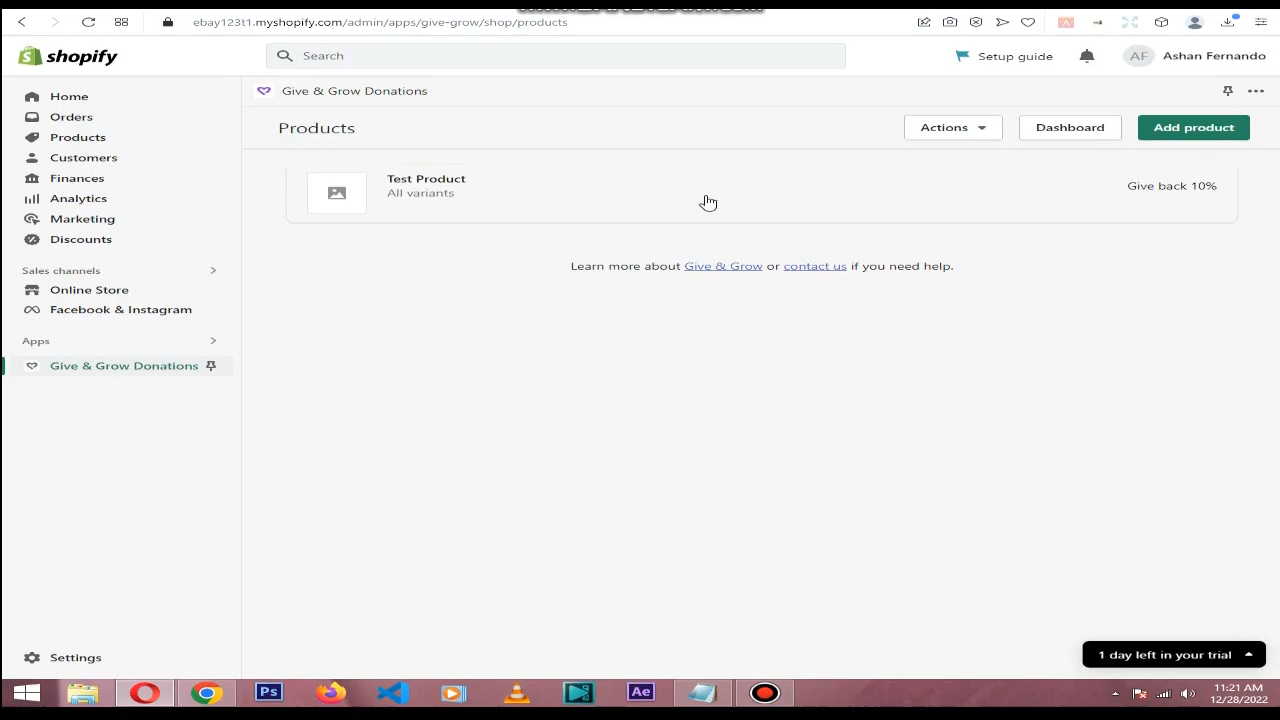 ebay123t1.myshopify.com/admin/apps/give-grow/shop/products
shopify
Search
Setup guide
AF
Ashan Fernando
Home
Orders
Products
Customers
Finances
Analytics
Marketing
Discounts
Sales channels
Online Store
Facebook & Instagram
Apps
Give & Grow Donations
Settings
Give & Grow Donations
Products
Actions
Dashboard
Add product
Test Product
All variants
Give back 10%
Learn more about Give & Grow or contact us if you need help.
1 day left in your trial
Ps
Ae
11:21 AM
12/28/2022